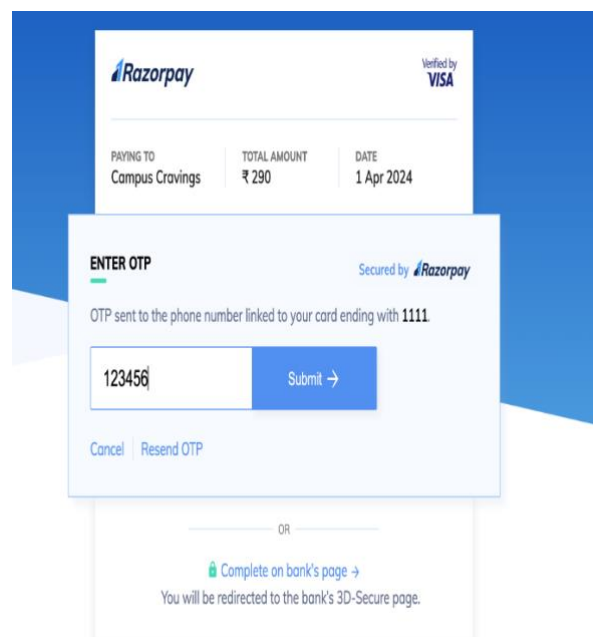 Razorpay
Verified by
VISA
PAYING TO TOTAL AMOUNT DATE
Campus Cravings ₹ 290 1 Apr 2024
ENTER OTP
Secured by Razorpay
OTP sent to the phone number linked to your card ending with 1111.
123456 Submit →
Cancel Resend OTP
OR
Complete on bank's page →
You will be redirected to the bank's 3D-Secure page.